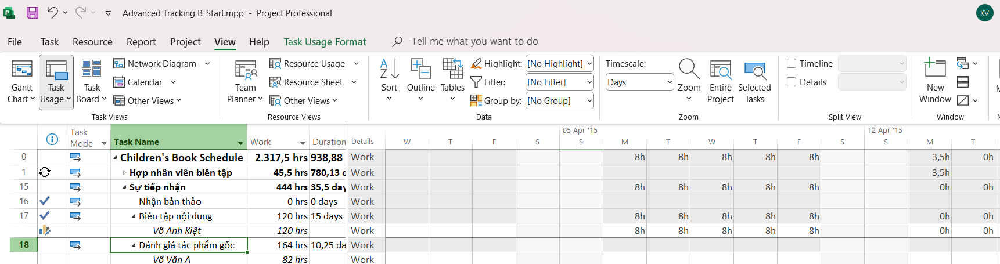 Advanced Tracking B_Start.mpp - Project Professional
KV
File Task Resource Report Project View Help Task Usage Format Tell me what you want to do
Gantt Chart
Task Usage
Task Board
Network Diagram
Calendar
Other Views
Task Views
Team Planner
Resource Usage
Resource Sheet
Other Views
Resource Views
Sort
Outline
Tables
Highlight: [No Highlight]
Filter: [No Filter]
Group by: [No Group]
Data
Timescale:
Days
Zoom
Entire Project
Selected Tasks
Zoom
Timeline
Details
Split View
New Window
Window
Task Mode Task Name Work Duration Details
05 Apr '15 12 Apr '15
W T F S S M T W T F S S M T
0 Children's Book Schedule 2.317,5 hrs 938,88 Work 8h 8h 8h 8h 8h 3,5h 0h
1 Hợp nhân viên biên tập 45,5 hrs 780,13 d Work 3,5h
15 Sự tiếp nhận 444 hrs 35,5 day Work 8h 8h 8h 8h 8h 0h 0h
16 Nhận bản thảo 0 hrs 0 days Work
17 Biên tập nội dung 120 hrs 15 days Work 8h 8h 8h 8h 8h 0h 0h
Võ Anh Kiệt 120 hrs Work 8h 8h 8h 8h 8h 0h 0h
18 Đánh giá tác phẩm gốc 164 hrs 10,25 da Work
Võ Văn A 82 hrs Work